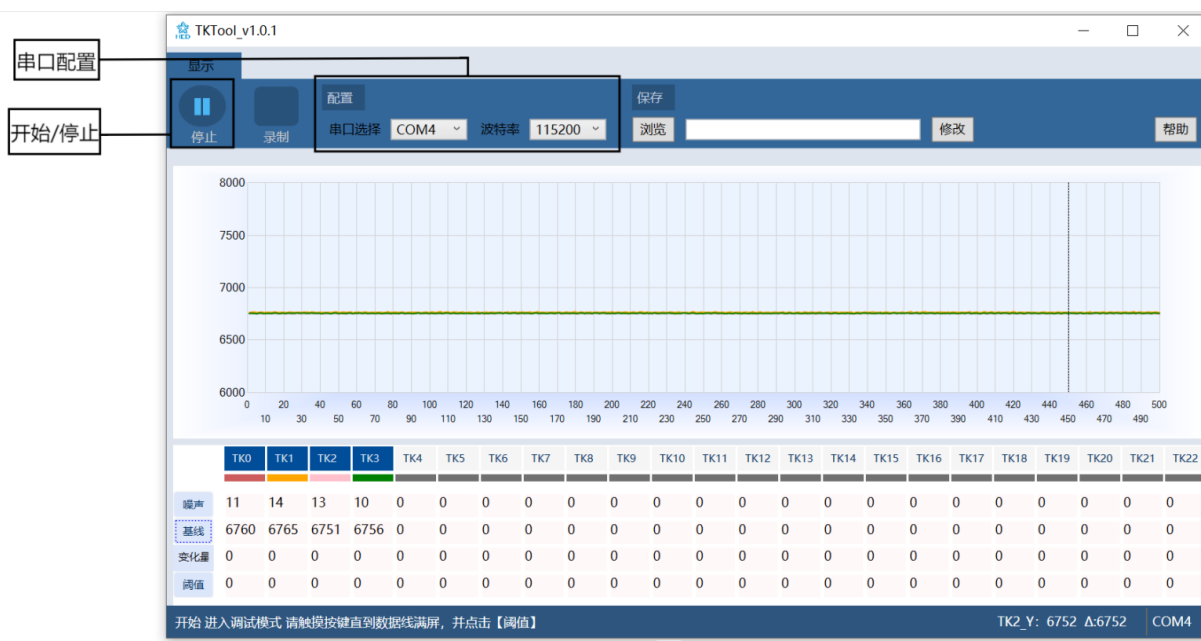 TKTool_v1.0.1
串口配置
显示
配置
保存
开始/停止
停止
录制
串口选择 COM4 波特率 115200
浏览
修改
帮助
8000
7500
7000
6500
6000
0 20 40 60 80 100 120 140 160 180 200 220 240 260 280 300 320 340 360 380 400 420 440 460 480 500
10 30 50 70 90 110 130 150 170 190 210 230 250 270 290 310 330 350 370 390 410 430 450 470 490
TK0 TK1 TK2 TK3 TK4 TK5 TK6 TK7 TK8 TK9 TK10 TK11 TK12 TK13 TK14 TK15 TK16 TK17 TK18 TK19 TK20 TK21 TK22
噪声 11 14 13 10 0 0 0 0 0 0 0 0 0 0 0 0 0 0 0 0 0 0 0
基线 6760 6765 6751 6756 0 0 0 0 0 0 0 0 0 0 0 0 0 0 0 0 0 0 0
变化量 0 0 0 0 0 0 0 0 0 0 0 0 0 0 0 0 0 0 0 0 0 0 0
阈值 0 0 0 0 0 0 0 0 0 0 0 0 0 0 0 0 0 0 0 0 0 0 0
开始 进入调试模式 请触摸按键直到数据线满屏，并点击【阈值】 TK2_Y: 6752 Δ:6752 COM4